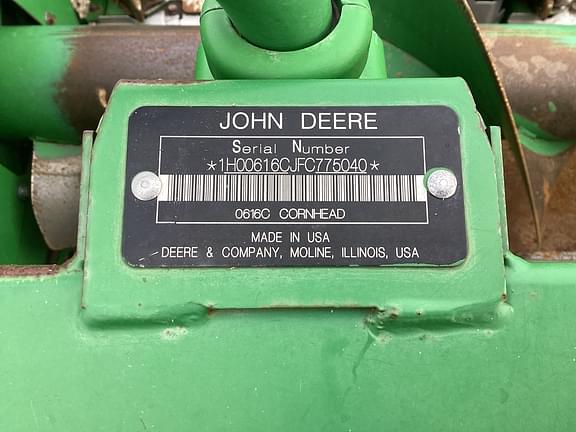 JOHN DEERE
Serial Number
*1H00616CJFC775040*
0616C CORNHEAD
MADE IN USA
DEERE & COMPANY, MOLINE, ILLINOIS, USA